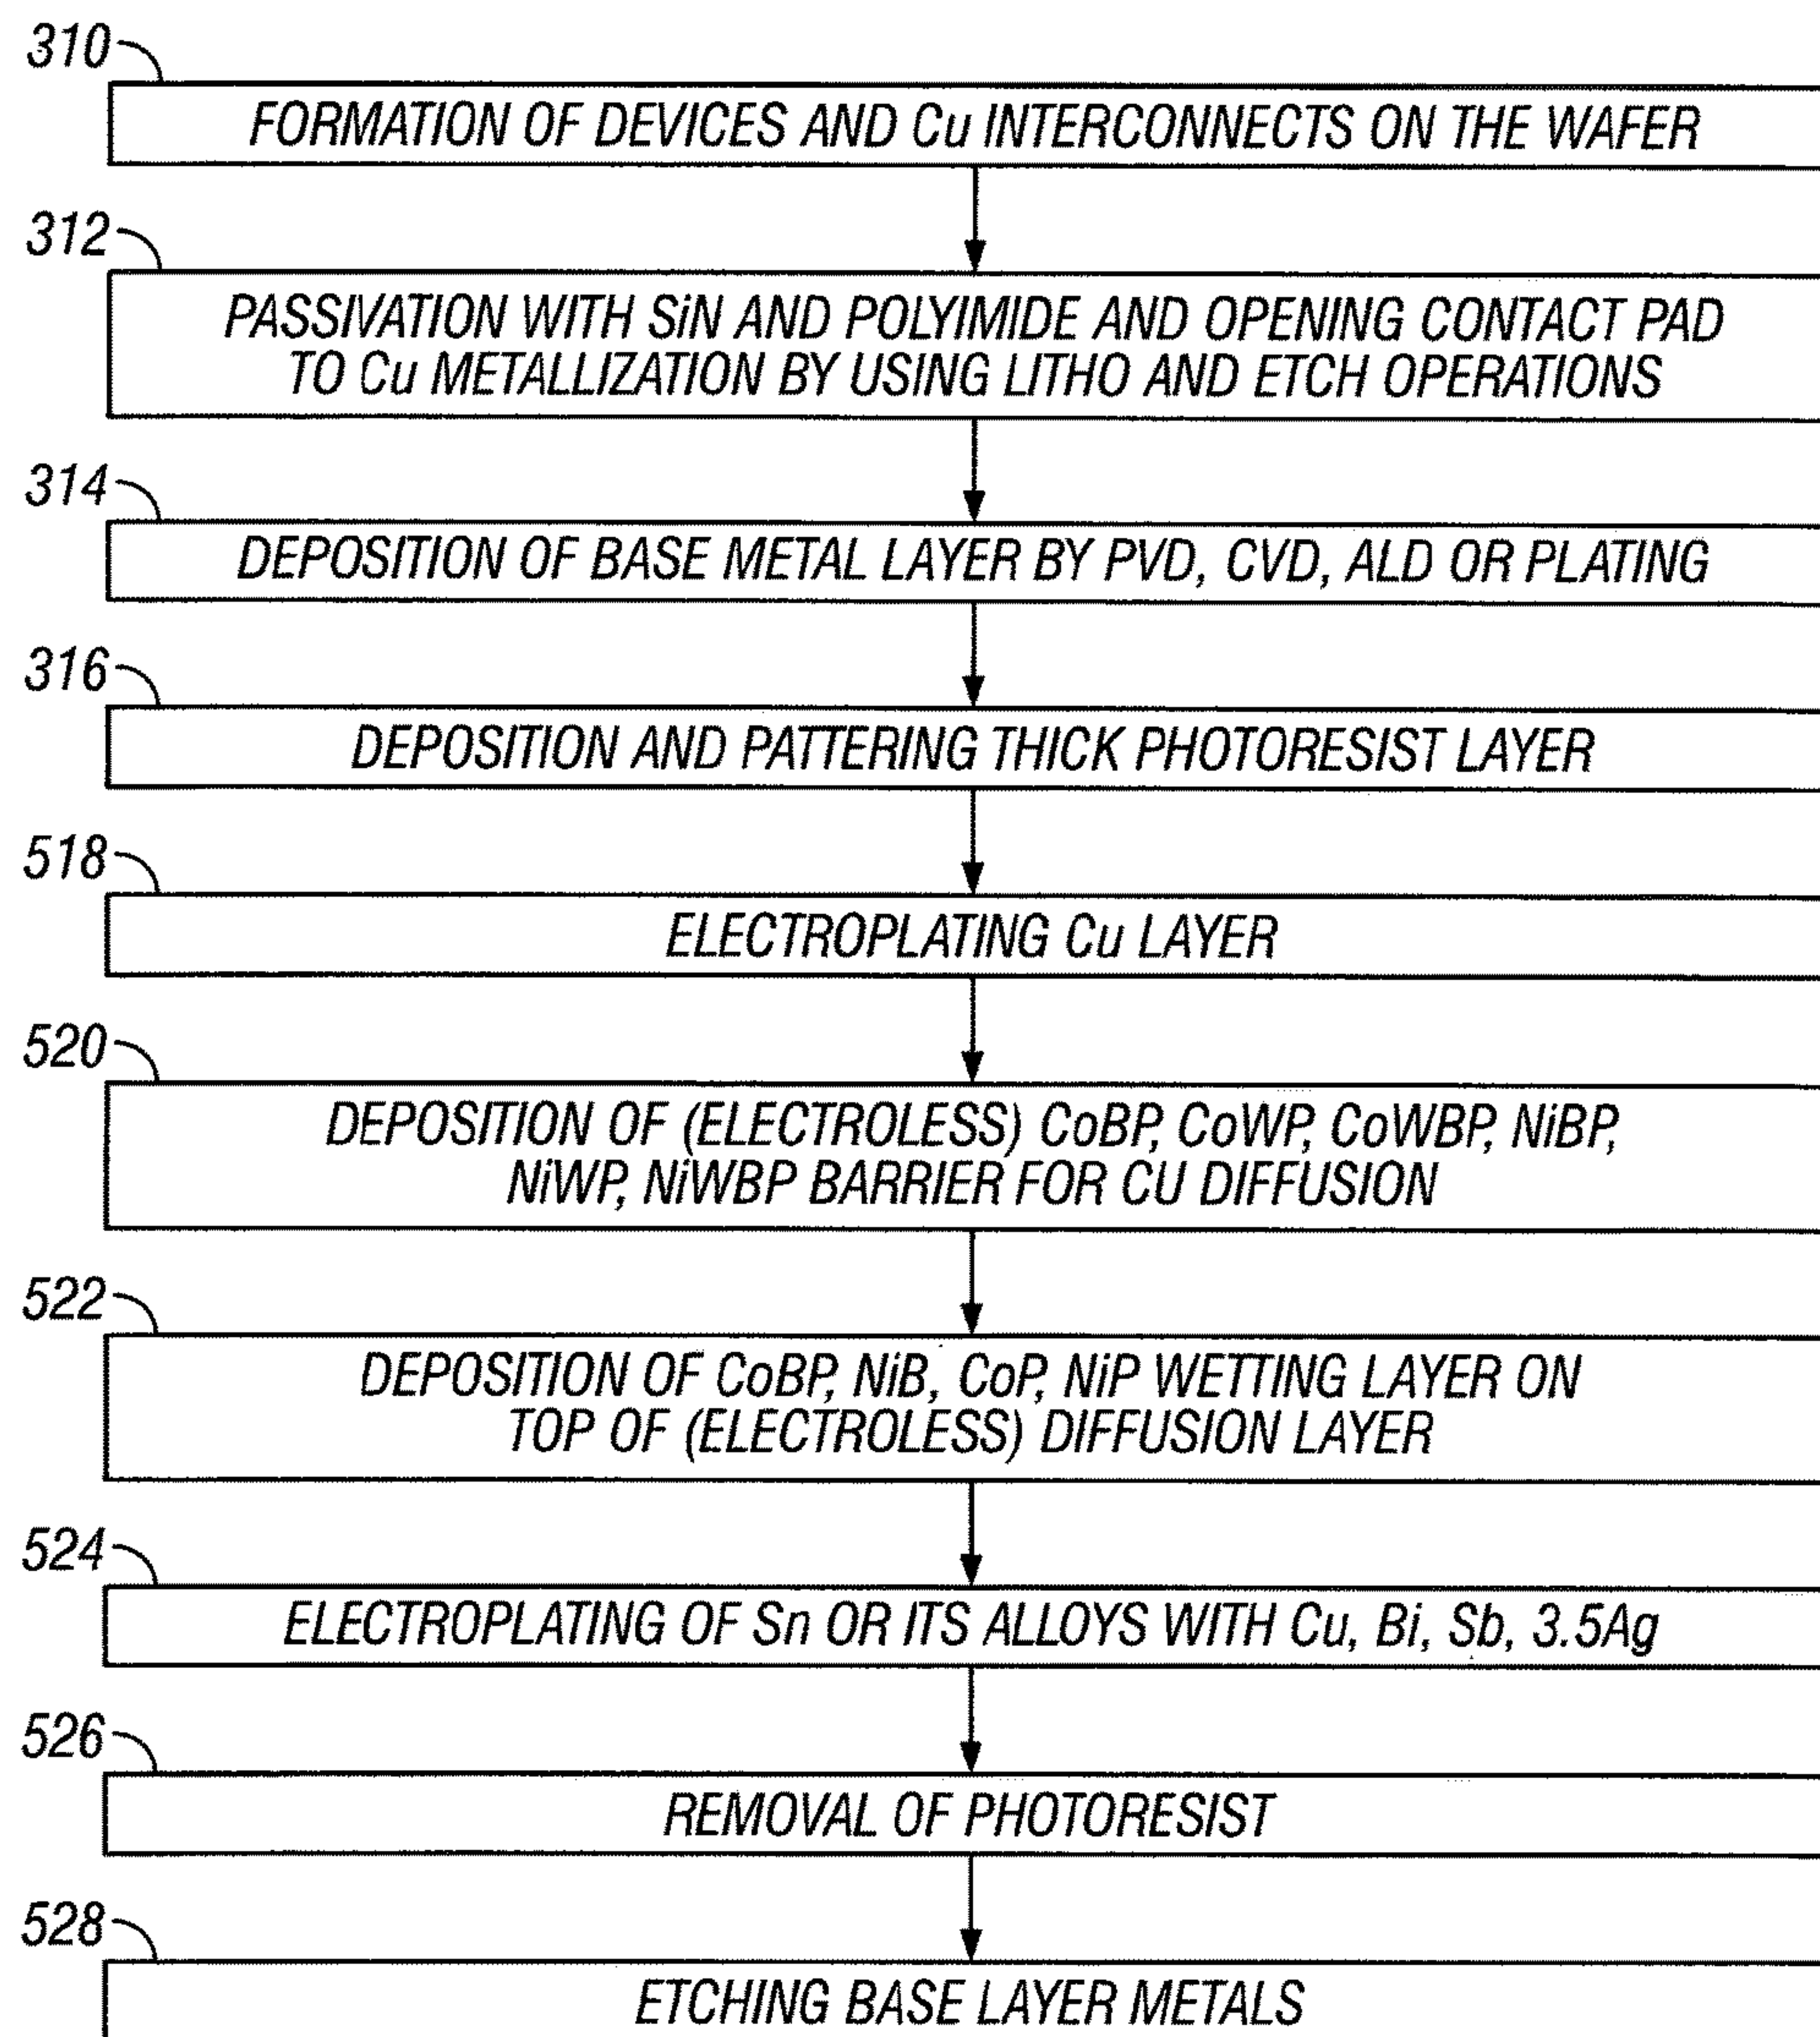 310
FORMATION OF DEVICES AND Cu INTERCONNECTS ON THE WAFER
312
PASSIVATION WITH SiN AND POLYIMIDE AND OPENING CONTACT PAD
TO Cu METALLIZATION BY USING LITHO AND ETCH OPERATIONS
314
DEPOSITION OF BASE METAL LAYER BY PVD, CVD, ALD OR PLATING
316
DEPOSITION AND PATTERING THICK PHOTORESIST LAYER
518
ELECTROPLATING Cu LAYER
520
DEPOSITION OF (ELECTROLESS) CoBP, CoWP, CoWBP, NiBP,
NiWP, NiWBP BARRIER FOR CU DIFFUSION
522
DEPOSITION OF CoBP, NiB, CoP, NiP WETTING LAYER ON
TOP OF (ELECTROLESS) DIFFUSION LAYER
524
ELECTROPLATING OF Sn OR ITS ALLOYS WITH Cu, Bi, Sb, 3.5Ag
526
REMOVAL OF PHOTORESIST
528
ETCHING BASE LAYER METALS